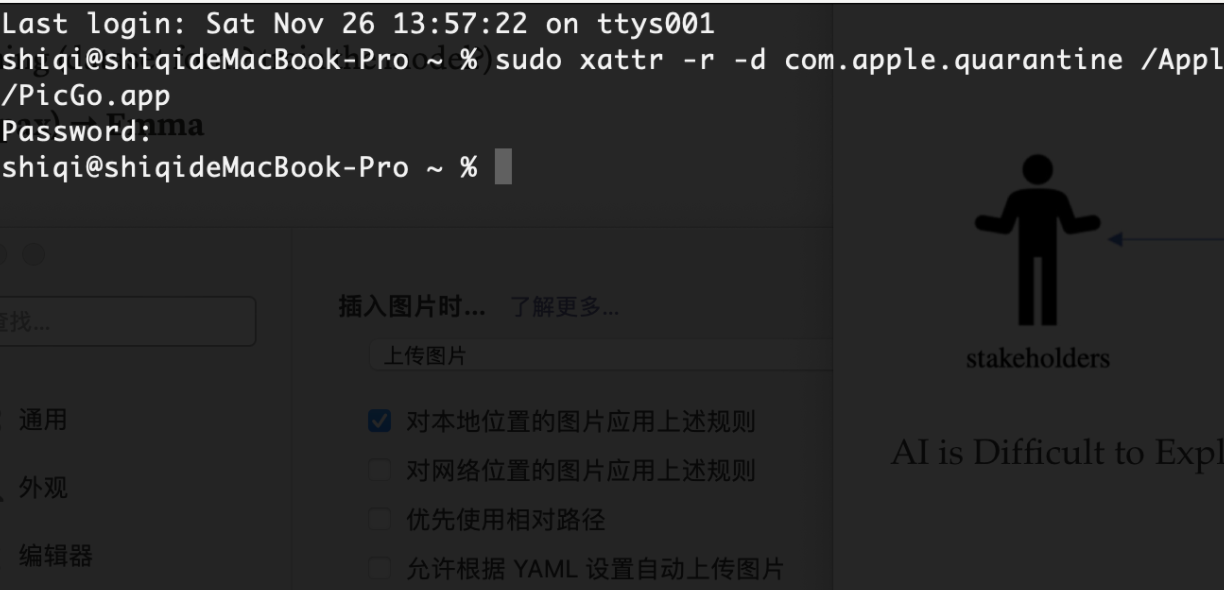 Last login: Sat Nov 26 13:57:22 on ttys001
shiqi@shiqideMacBook-Pro ~ % sudo xattr -r -d com.apple.quarantine /Appl
/PicGo.app
Password:
Emma
shiqi@shiqideMacBook-Pro ~ %
插入图片时... 了解更多...
查找...
上传图片
stakeholders
通用
对本地位置的图片应用上述规则
AI is Difficult to Expl
对网络位置的图片应用上述规则
外观
优先使用相对路径
编辑器
允许根据 YAML 设置自动上传图片